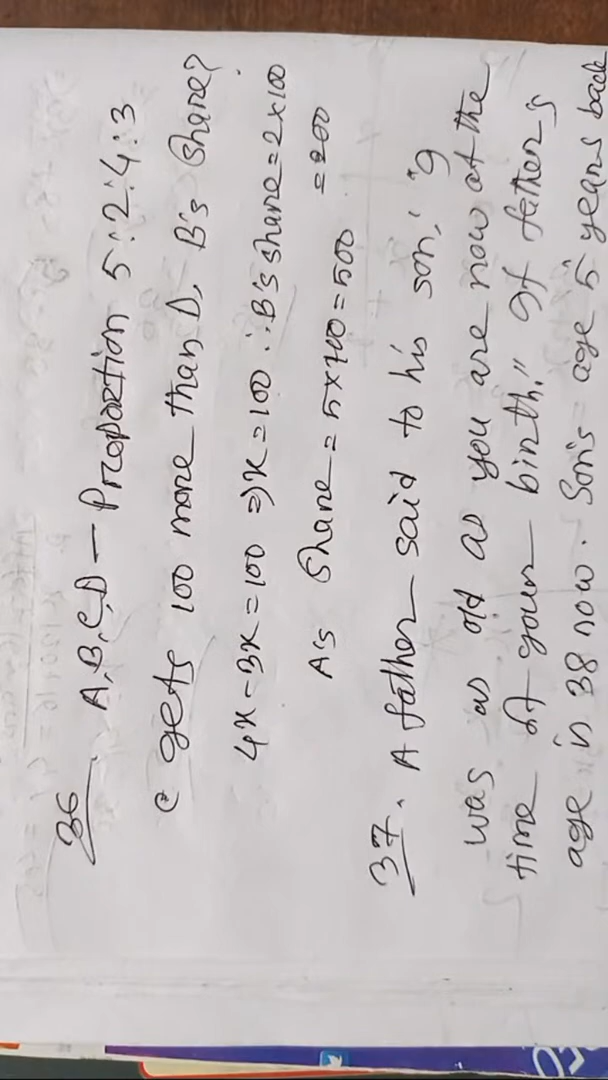 36. A,B,C,D - Proportion 5:2:4:3
C gets 100 more than D. B's share?
4x-3x=100 ⇒ x=100 ∴ B's share=2×100
=200
A's share=5×100=500
37. A father said to his son, "I
was as old as you are now at the
time of your birth." If father's
age is 38 now. Son's age 5 years back